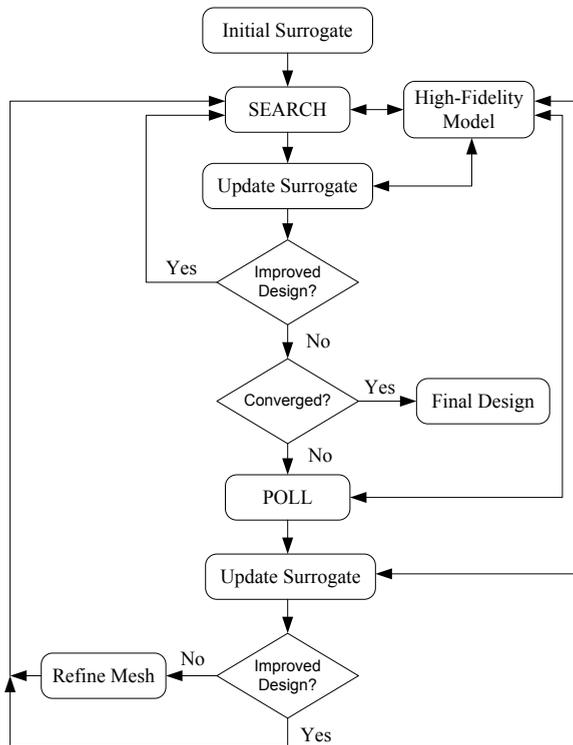 Initial Surrogate
SEARCH
High-Fidelity
Model
Update Surrogate
Improved
Design?
Yes
No
Converged?
Yes
Final Design
No
POLL
Update Surrogate
Improved
Design?
No
Refine Mesh
Yes